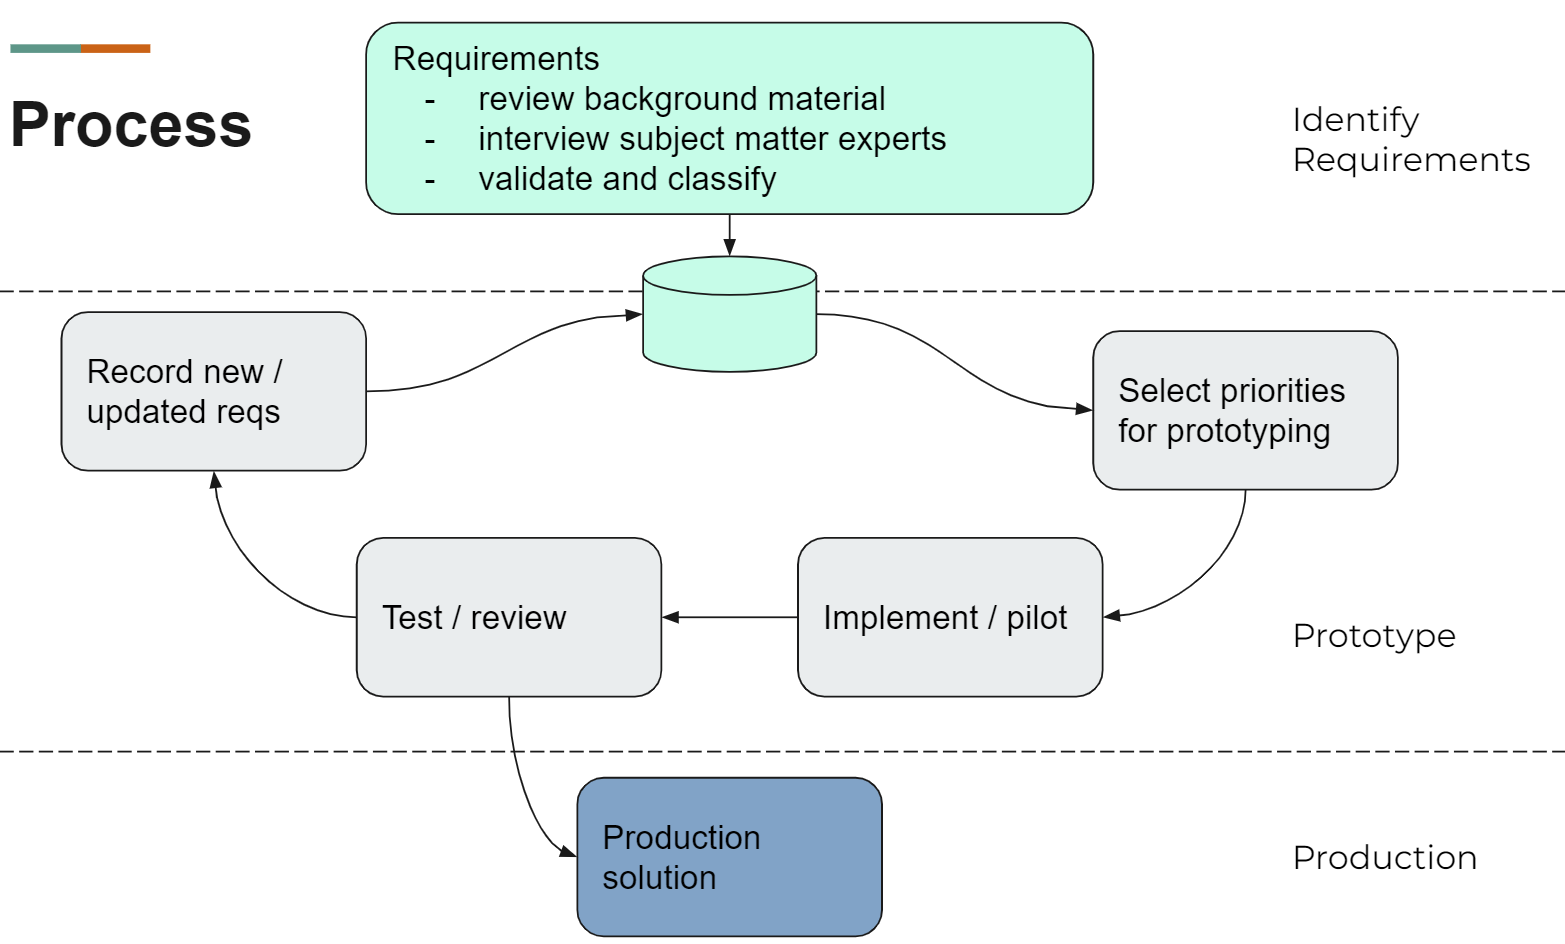 Process
Requirements
- review background material
- interview subject matter experts
- validate and classify
Identify
Requirements
Record new /
updated reqs
Select priorities
for prototyping
Test / review
Implement / pilot
Prototype
Production
solution
Production